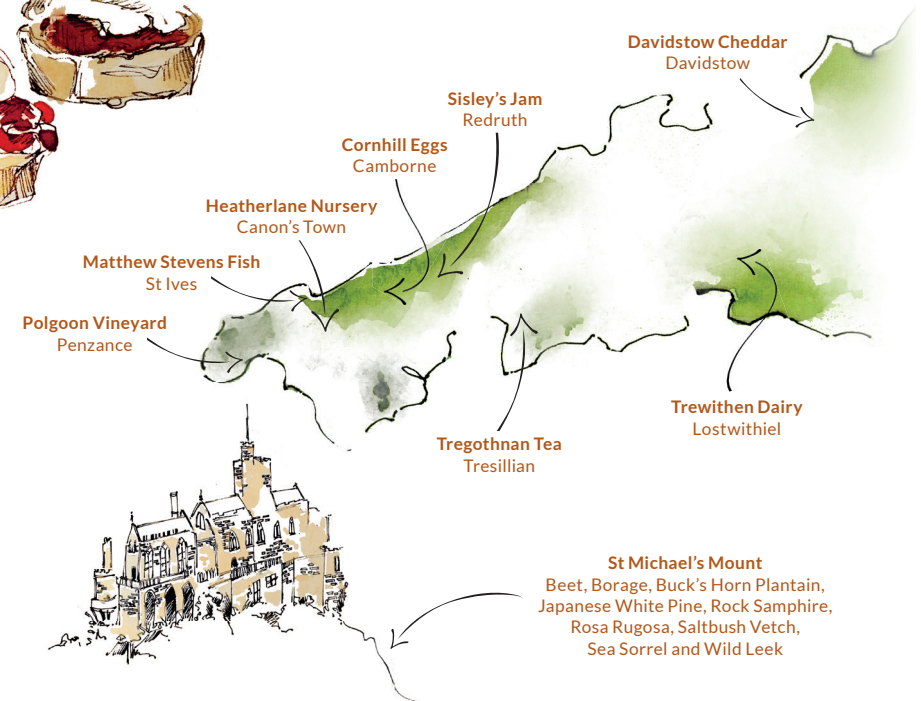 Davidstow Cheddar
Davidstow
Sisley's Jam
Redruth
Cornhill Eggs
Camborne
Heatherlane Nursery
Canon's Town
Matthew Stevens Fish
St Ives
Polgoon Vineyard
Penzance
Trewithen Dairy
Lostwithiel
Tregothnan Tea
Tresillian
St Michael's Mount
Beet, Borage, Buck's Horn Plantain,
Japanese White Pine, Rock Samphire,
Rosa Rugosa, Saltbush Vetch,
Sea Sorrel and Wild Leek